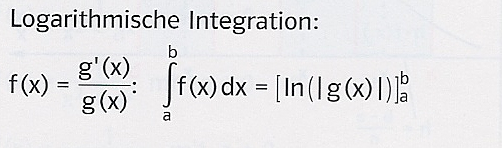 Logarithmische Integration:
f(x) = g'(x)/g(x): ∫ₐᵇ f(x) dx = [ln(|g(x)|)]ₐᵇ